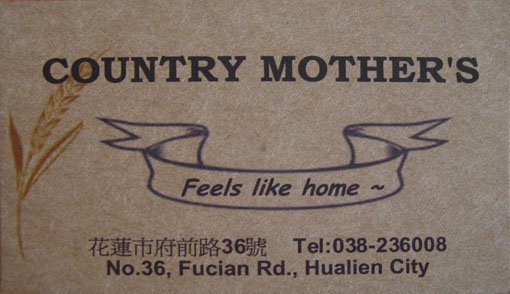 COUNTRY MOTHER'S
Feels like home ~
花蓮市府前路36號 Tel:038-236008
No.36, Fucian Rd., Hualien City